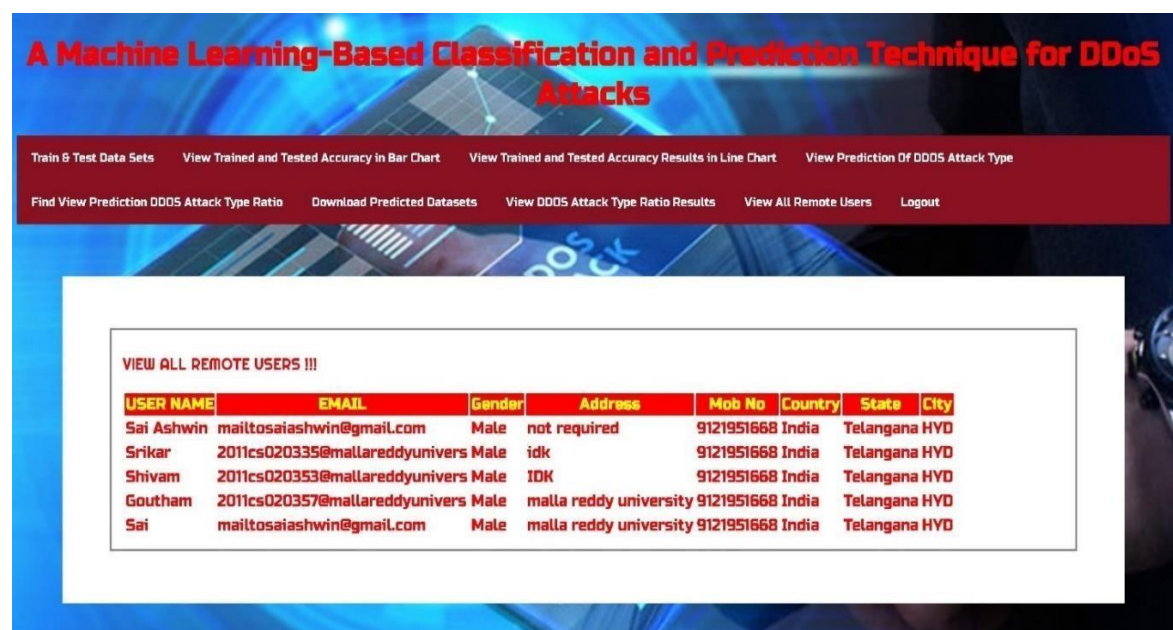 A Machine Learning-Based Classification and Prediction Technique for DDoS
Attacks
Train & Test Data Sets View Trained and Tested Accuracy in Bar Chart View Trained and Tested Accuracy Results in Line Chart View Prediction Of DDOS Attack Type
Find View Prediction DDOS Attack Type Ratio Download Predicted Datasets View DDOS Attack Type Ratio Results View All Remote Users Logout
VIEW ALL REMOTE USERS !!!
USER NAME EMAIL Gender Address Mob No Country State City
Sai Ashwin mailtosaiashwin@gmail.com Male not required 9121951668 India Telangana HYD
Srikar 2011cs020335@mallareddyunivers Male idk 9121951668 India Telangana HYD
Shivam 2011cs020353@mallareddyunivers Male IDK 9121951668 India Telangana HYD
Goutham 2011cs020357@mallareddyunivers Male malla reddy university 9121951668 India Telangana HYD
Sai mailtosaiashwin@gmail.com Male malla reddy university 9121951668 India Telangana HYD